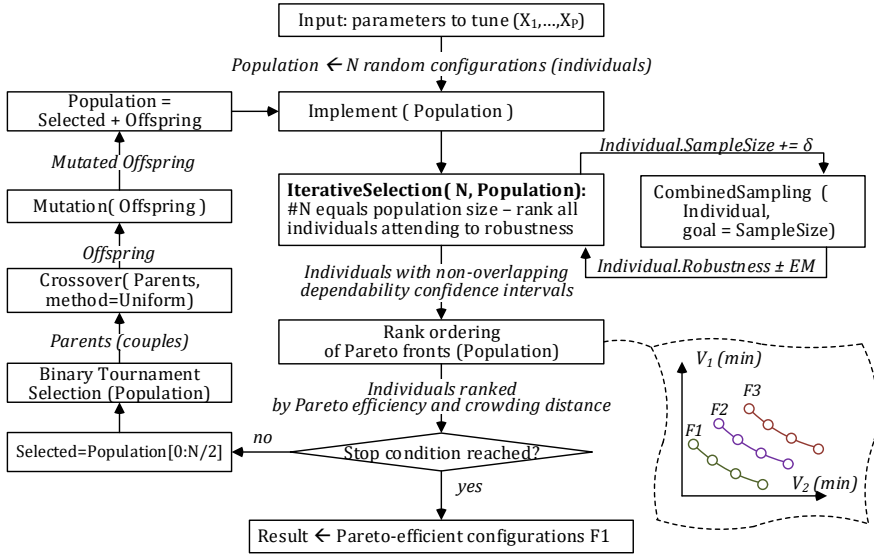 Input: parameters to tune (X1,...,XP)
Population ← N random configurations (individuals)
Implement ( Population )
IterativeSelection( N, Population):
#N equals population size – rank all
individuals attending to robustness
Individual.SampleSize += δ
CombinedSampling (
Individual,
goal = SampleSize)
Individual.Robustness ± EM
Individuals with non-overlapping
dependability confidence intervals
Rank ordering
of Pareto fronts (Population)
Individuals ranked
by Pareto efficiency and crowding distance
Stop condition reached?
no
yes
Result ← Pareto-efficient configurations F1
Selected=Population[0:N/2]
Binary Tournament
Selection (Population)
Parents (couples)
Crossover( Parents,
method=Uniform)
Offspring
Mutation( Offspring )
Mutated Offspring
Population =
Selected + Offspring
V1 (min)
F3
F2
F1
V2 (min)